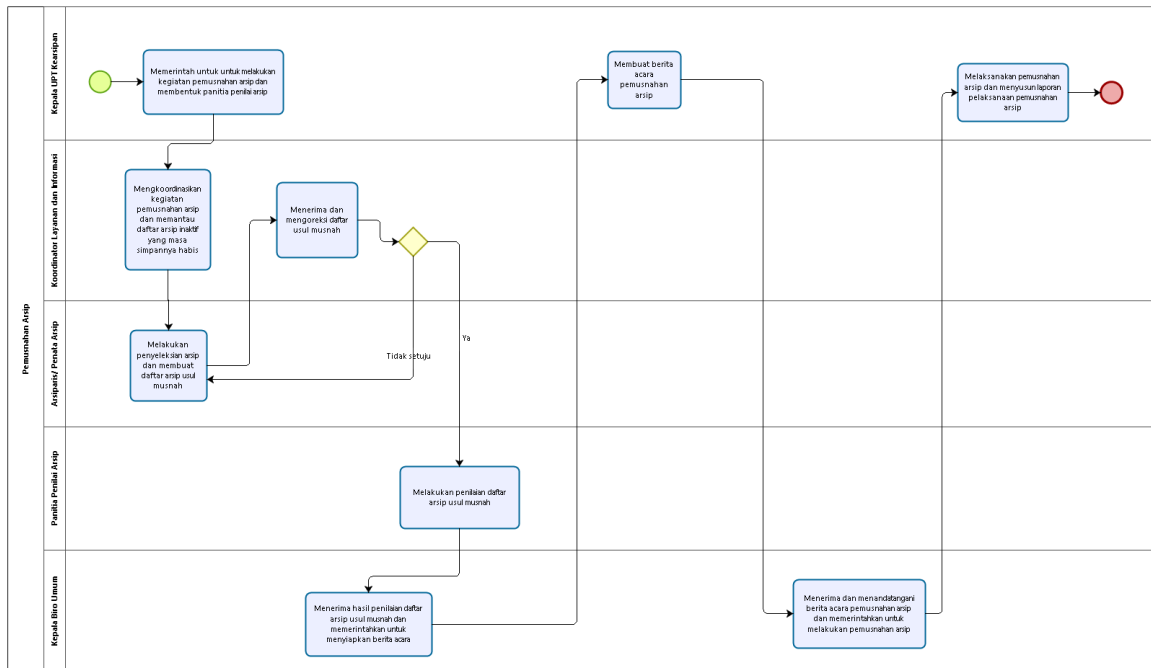 Pemusnahan Arsip
Kepala UPT Kearsipan
Memerintah untuk untuk melakukan
kegiatan pemusnahan arsip dan
membentuk panitia penilai arsip
Membuat berita
acara
pemusnahan
arsip
Melaksanakan pemusnahan
arsip dan menyusun laporan
pelaksanaan pemusnahan
arsip
Koordinator Layanan dan Informasi
Mengkoordinasikan
kegiatan
pemusnahan arsip
dan memantau
daftar arsip inaktif
yang masa
simpannya habis
Menerima dan
mengoreksi daftar
usul musnah
Arsiparis/ Penata Arsip
Melakukan
penyeleksian arsip
dan membuat
daftar arsip usul
musnah
Tidak setuju
Ya
Panitia Penilai Arsip
Melakukan penilaian daftar
arsip usul musnah
Kepala Biro Umum
Menerima hasil penilaian daftar
arsip usul musnah dan
memerintahkan untuk
menyiapkan berita acara
Menerima dan menandatangani
berita acara pemusnahan arsip
dan memerintahkan untuk
melakukan pemusnahan arsip